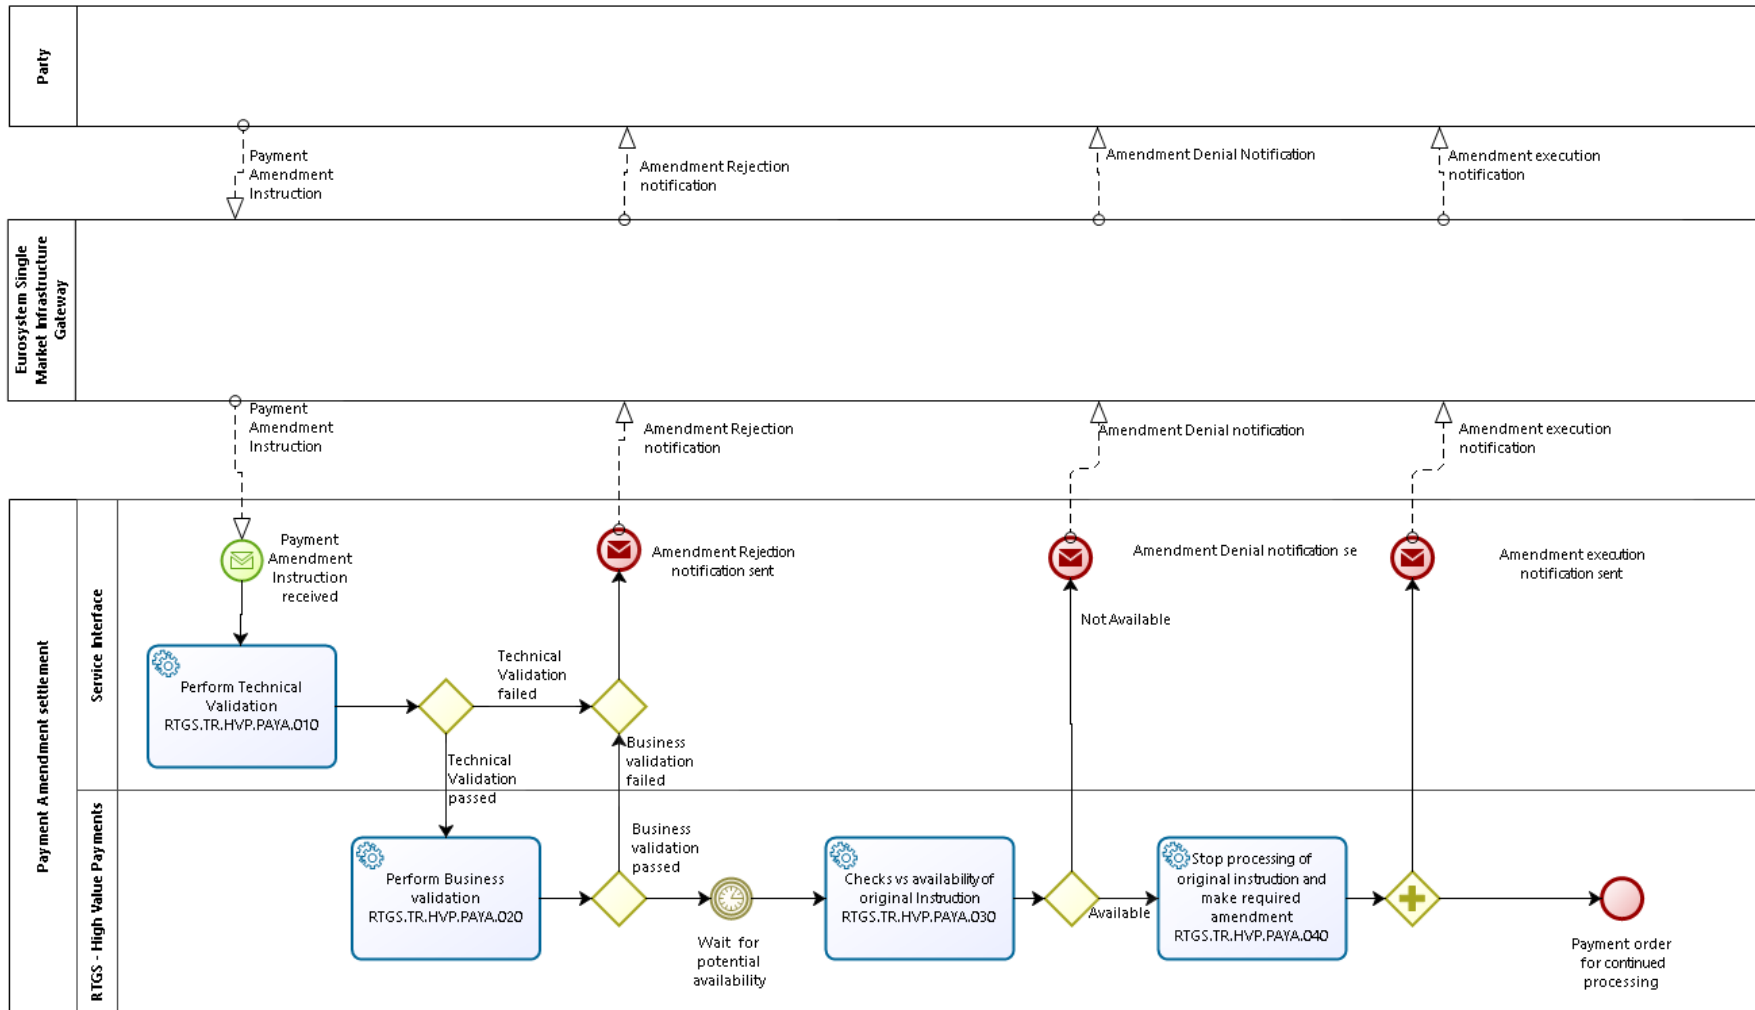 Party
Payment
Amendment
Instruction
Amendment Rejection
notification
Amendment Denial Notification
Amendment execution
notification
Eurosystem Single
Market Infrastructure
Gateway
Payment
Amendment
Instruction
Amendment Rejection
notification
Amendment Denial notification
Amendment execution
notification
Payment Amendment settlement
Service Interface
Payment
Amendment
Instruction
received
Amendment Rejection
notification sent
Amendment Denial notification se
Amendment execution
notification sent
Not Available
Perform Technical
Validation
RTGS.TR.HVP.PAYA.010
Technical
Validation
failed
Technical
Validation
passed
Business
validation
failed
RTGS - High Value Payments
Perform Business
validation
RTGS.TR.HVP.PAYA.020
Business
validation
passed
Wait for
potential
availability
Checks vs availability of
original Instruction
RTGS.TR.HVP.PAYA.030
Available
Stop processing of
original instruction and
make required
amendment
RTGS.TR.HVP.PAYA.040
Payment order
for continued
processing